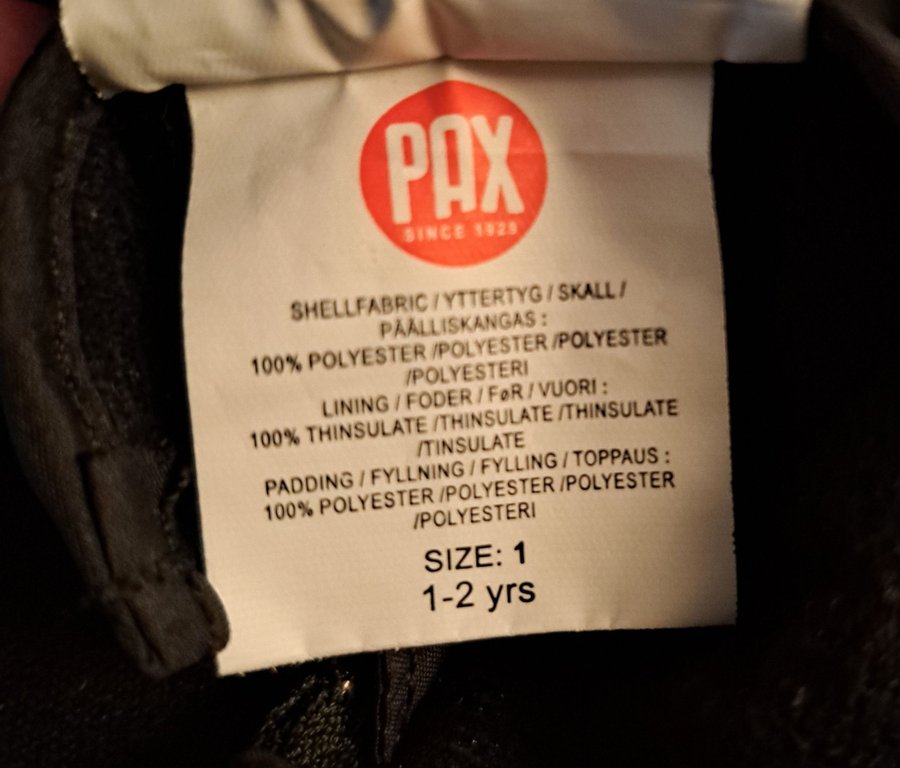 PAX
SINCE 1929
SHELLFABRIC / YTTERTYG / SKALL /
PÄÄLLISKANGAS :
100% POLYESTER /POLYESTER /POLYESTER
/POLYESTERI
LINING / FODER / FøR / VUORI :
100% THINSULATE /THINSULATE /THINSULATE
/TINSULATE
PADDING / FYLLNING / FYLLING / TOPPAUS :
100% POLYESTER /POLYESTER /POLYESTER
/POLYESTERI
SIZE: 1
1-2 yrs